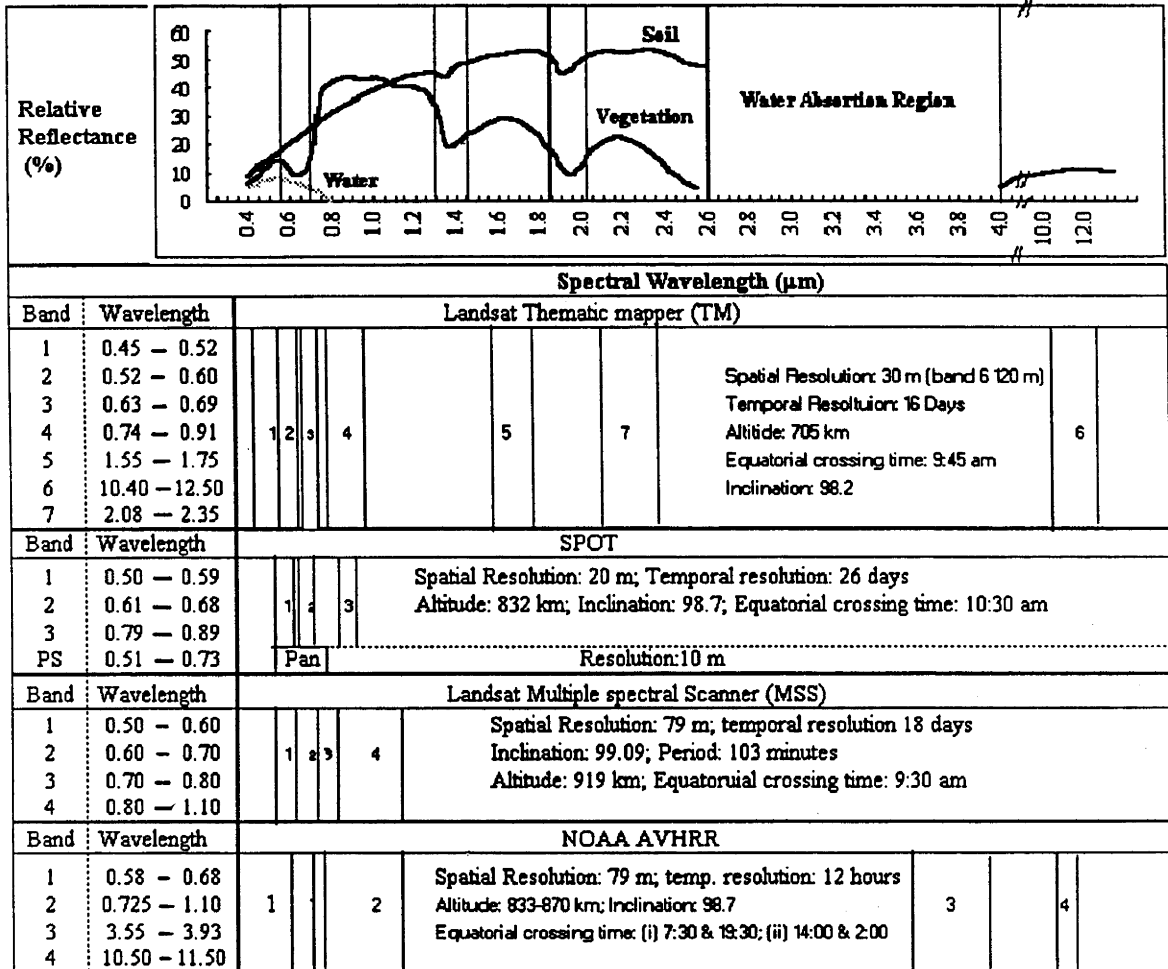 60
50
40
30
20
10
0
Relative
Reflectance
(%)
Soil
Vegetation
Water
Water Absartian Region
0.4 0.6 0.8 1.0 1.2 1.4 1.6 1.8 2.0 2.2 2.4 2.6 2.8 3.0 3.2 3.4 3.6 3.8 4.0 10.0 12.0
Spectral Wavelength (µm)
Band Wavelength Landsat Thematic mapper (TM)
1 0.45 — 0.52
2 0.52 — 0.60 Spatial Resolution: 30 m (band 6 120 m)
3 0.63 — 0.69 Temporal Resoltuion: 16 Days
4 0.74 — 0.91 1 2 3 4 5 7 Altitide: 705 km 6
5 1.55 — 1.75 Equatorial crossing time: 9:45 am
6 10.40 —12.50 Inclination: 98.2
7 2.08 — 2.35
Band Wavelength SPOT
1 0.50 — 0.59 Spatial Resolution: 20 m; Temporal resolution: 26 days
2 0.61 — 0.68 1 2 3 Altitude: 832 km; Inclination: 98.7; Equatorial crossing time: 10:30 am
3 0.79 — 0.89
PS 0.51 — 0.73 Pan Resolution:10 m
Band Wavelength Landsat Multiple spectral Scanner (MSS)
1 0.50 — 0.60 Spatial Resolution: 79 m; temporal resolution 18 days
2 0.60 — 0.70 1 2 3 4 Inclination: 99.09; Period: 103 minutes
3 0.70 — 0.80 Altitude: 919 km; Equatoruial crossing time: 9:30 am
4 0.80 — 1.10
Band Wavelength NOAA AVHRR
1 0.58 – 0.68 Spatial Resolution: 79 m; temp. resolution: 12 hours
2 0.725 – 1.10 1 1 2 Altitude: 833-870 km; Inclination: 98.7 3 4
3 3.55 – 3.93 Equatorial crossing time: (i) 7:30 & 19:30; (ii) 14:00 & 2:00
4 10.50 – 11.50